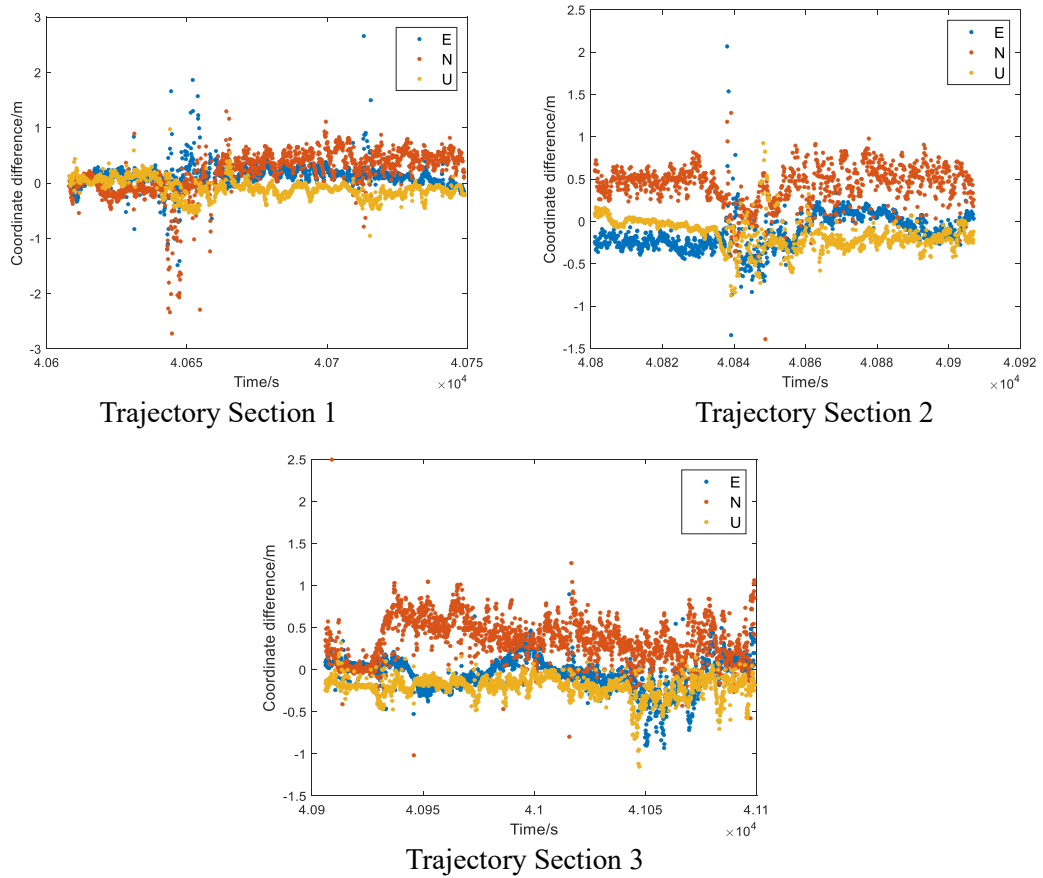 3
2
1
0
-1
-2
-3
Coordinate difference/m
E
N
U
4.06
4.065
4.07
4.075
Time/s
×10⁴
Trajectory Section 1
2.5
2
1.5
1
0.5
0
-0.5
-1
-1.5
Coordinate difference/m
E
N
U
4.08
4.082
4.084
4.086
4.088
4.09
4.092
Time/s
×10⁴
Trajectory Section 2
2.5
2
1.5
1
0.5
0
-0.5
-1
-1.5
Coordinate difference/m
E
N
U
4.09
4.095
4.1
4.105
4.11
Time/s
×10⁴
Trajectory Section 3